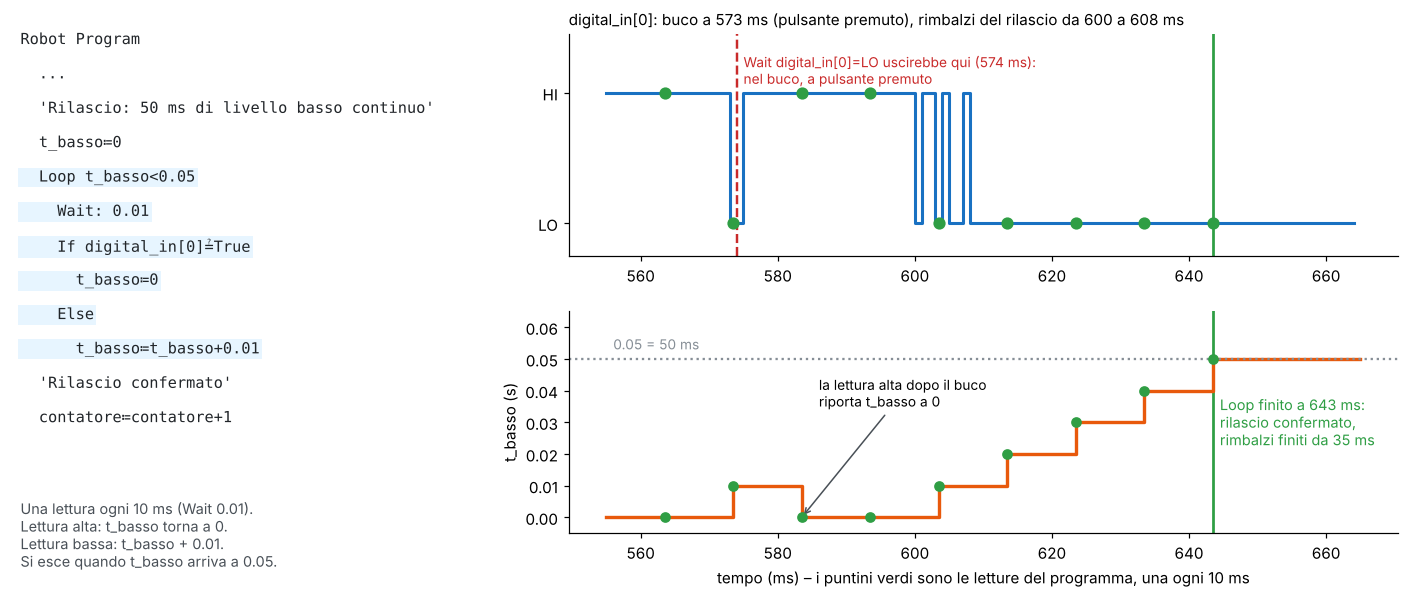 Robot Program
...
'Rilascio: 50 ms di livello basso continuo'
t_basso≔0
Loop t_basso<0.05
Wait: 0.01
If digital_in[0]≟True
t_basso≔0
Else
t_basso≔t_basso+0.01
'Rilascio confermato'
contatore≔contatore+1
Una lettura ogni 10 ms (Wait 0.01).
Lettura alta: t_basso torna a 0.
Lettura bassa: t_basso + 0.01.
Si esce quando t_basso arriva a 0.05.
digital_in[0]: buco a 573 ms (pulsante premuto), rimbalzi del rilascio da 600 a 608 ms
Wait digital_in[0]=LO uscirebbe qui (574 ms):
nel buco, a pulsante premuto
HI
LO
560 580 600 620 640 660
t_basso (s)
0.06
0.05
0.04
0.03
0.02
0.01
0.00
0.05 = 50 ms
la lettura alta dopo il buco
riporta t_basso a 0
Loop finito a 643 ms:
rilascio confermato,
rimbalzi finiti da 35 ms
560 580 600 620 640 660
tempo (ms) – i puntini verdi sono le letture del programma, una ogni 10 ms